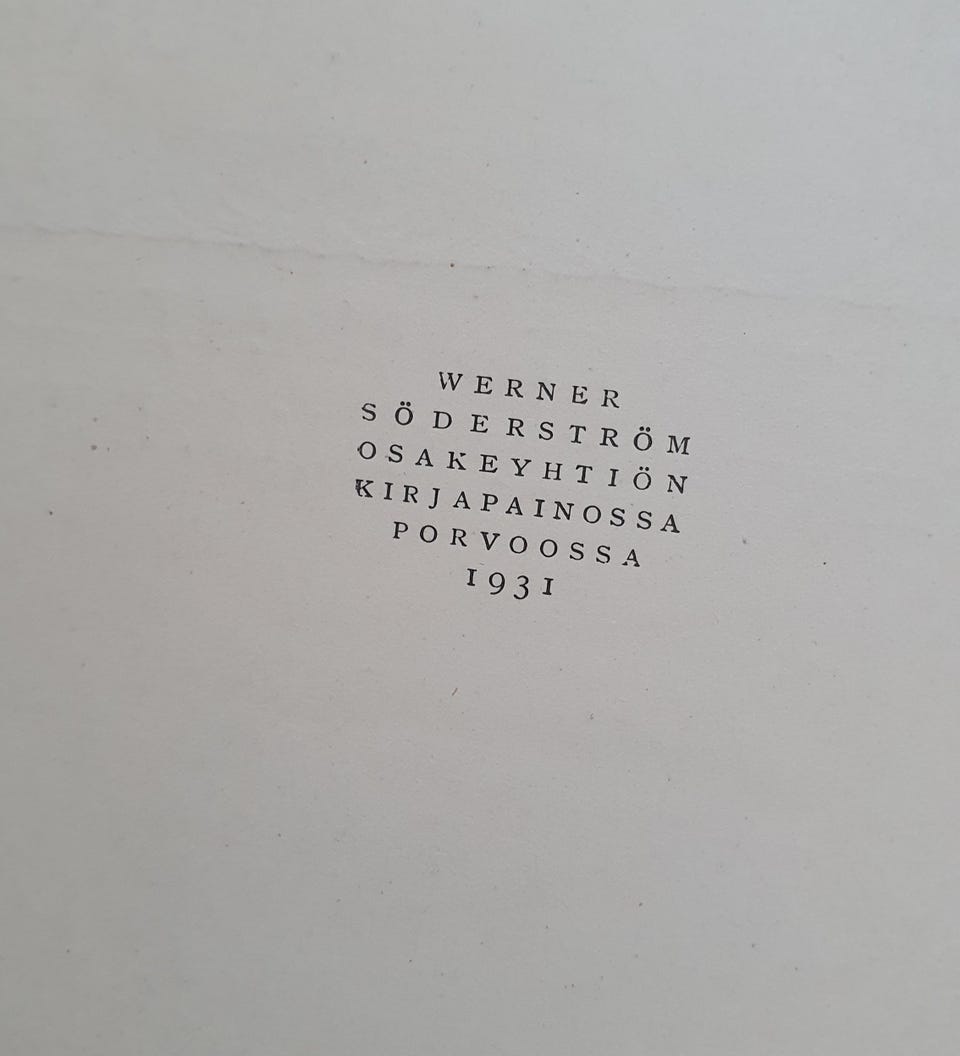 WERNER
SÖDERSTRÖM
OSAKEYHTIÖN
KIRJAPAINOSSA
PORVOOSSA
1931